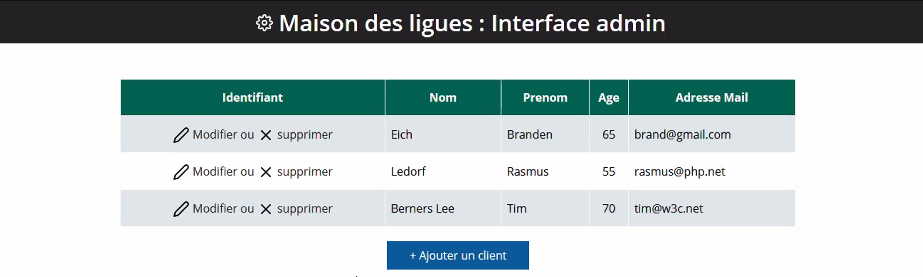 Maison des ligues : Interface admin
Identifiant Nom Prenom Age Adresse Mail
Modifier ou supprimer Eich Branden 65 brand@gmail.com
Modifier ou supprimer Ledorf Rasmus 55 rasmus@php.net
Modifier ou supprimer Berners Lee Tim 70 tim@w3c.net
+ Ajouter un client